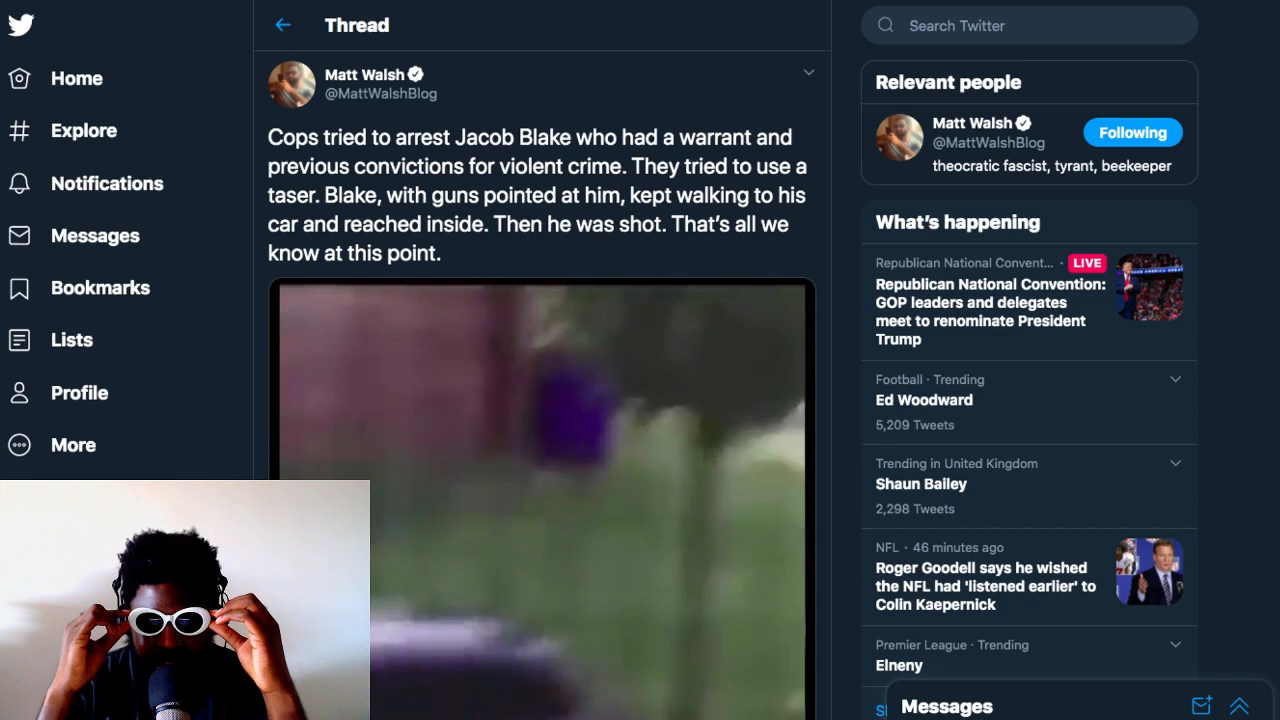 Home
Explore
Notifications
Messages
Bookmarks
Lists
Profile
More
Thread
Matt Walsh
@MattWalshBlog
Cops tried to arrest Jacob Blake who had a warrant and
previous convictions for violent crime. They tried to use a
taser. Blake, with guns pointed at him, kept walking to his
car and reached inside. Then he was shot. That's all we
know at this point.
Search Twitter
Relevant people
Matt Walsh
@MattWalshBlog
Following
theocratic fascist, tyrant, beekeeper
What's happening
Republican National Convent... · LIVE
Republican National Convention:
GOP leaders and delegates
meet to renominate President
Trump
Football · Trending
Ed Woodward
5,209 Tweets
Trending in United Kingdom
Shaun Bailey
2,298 Tweets
NFL · 46 minutes ago
Roger Goodell says he wished
the NFL had 'listened earlier' to
Colin Kaepernick
Premier League · Trending
Elneny
Messages